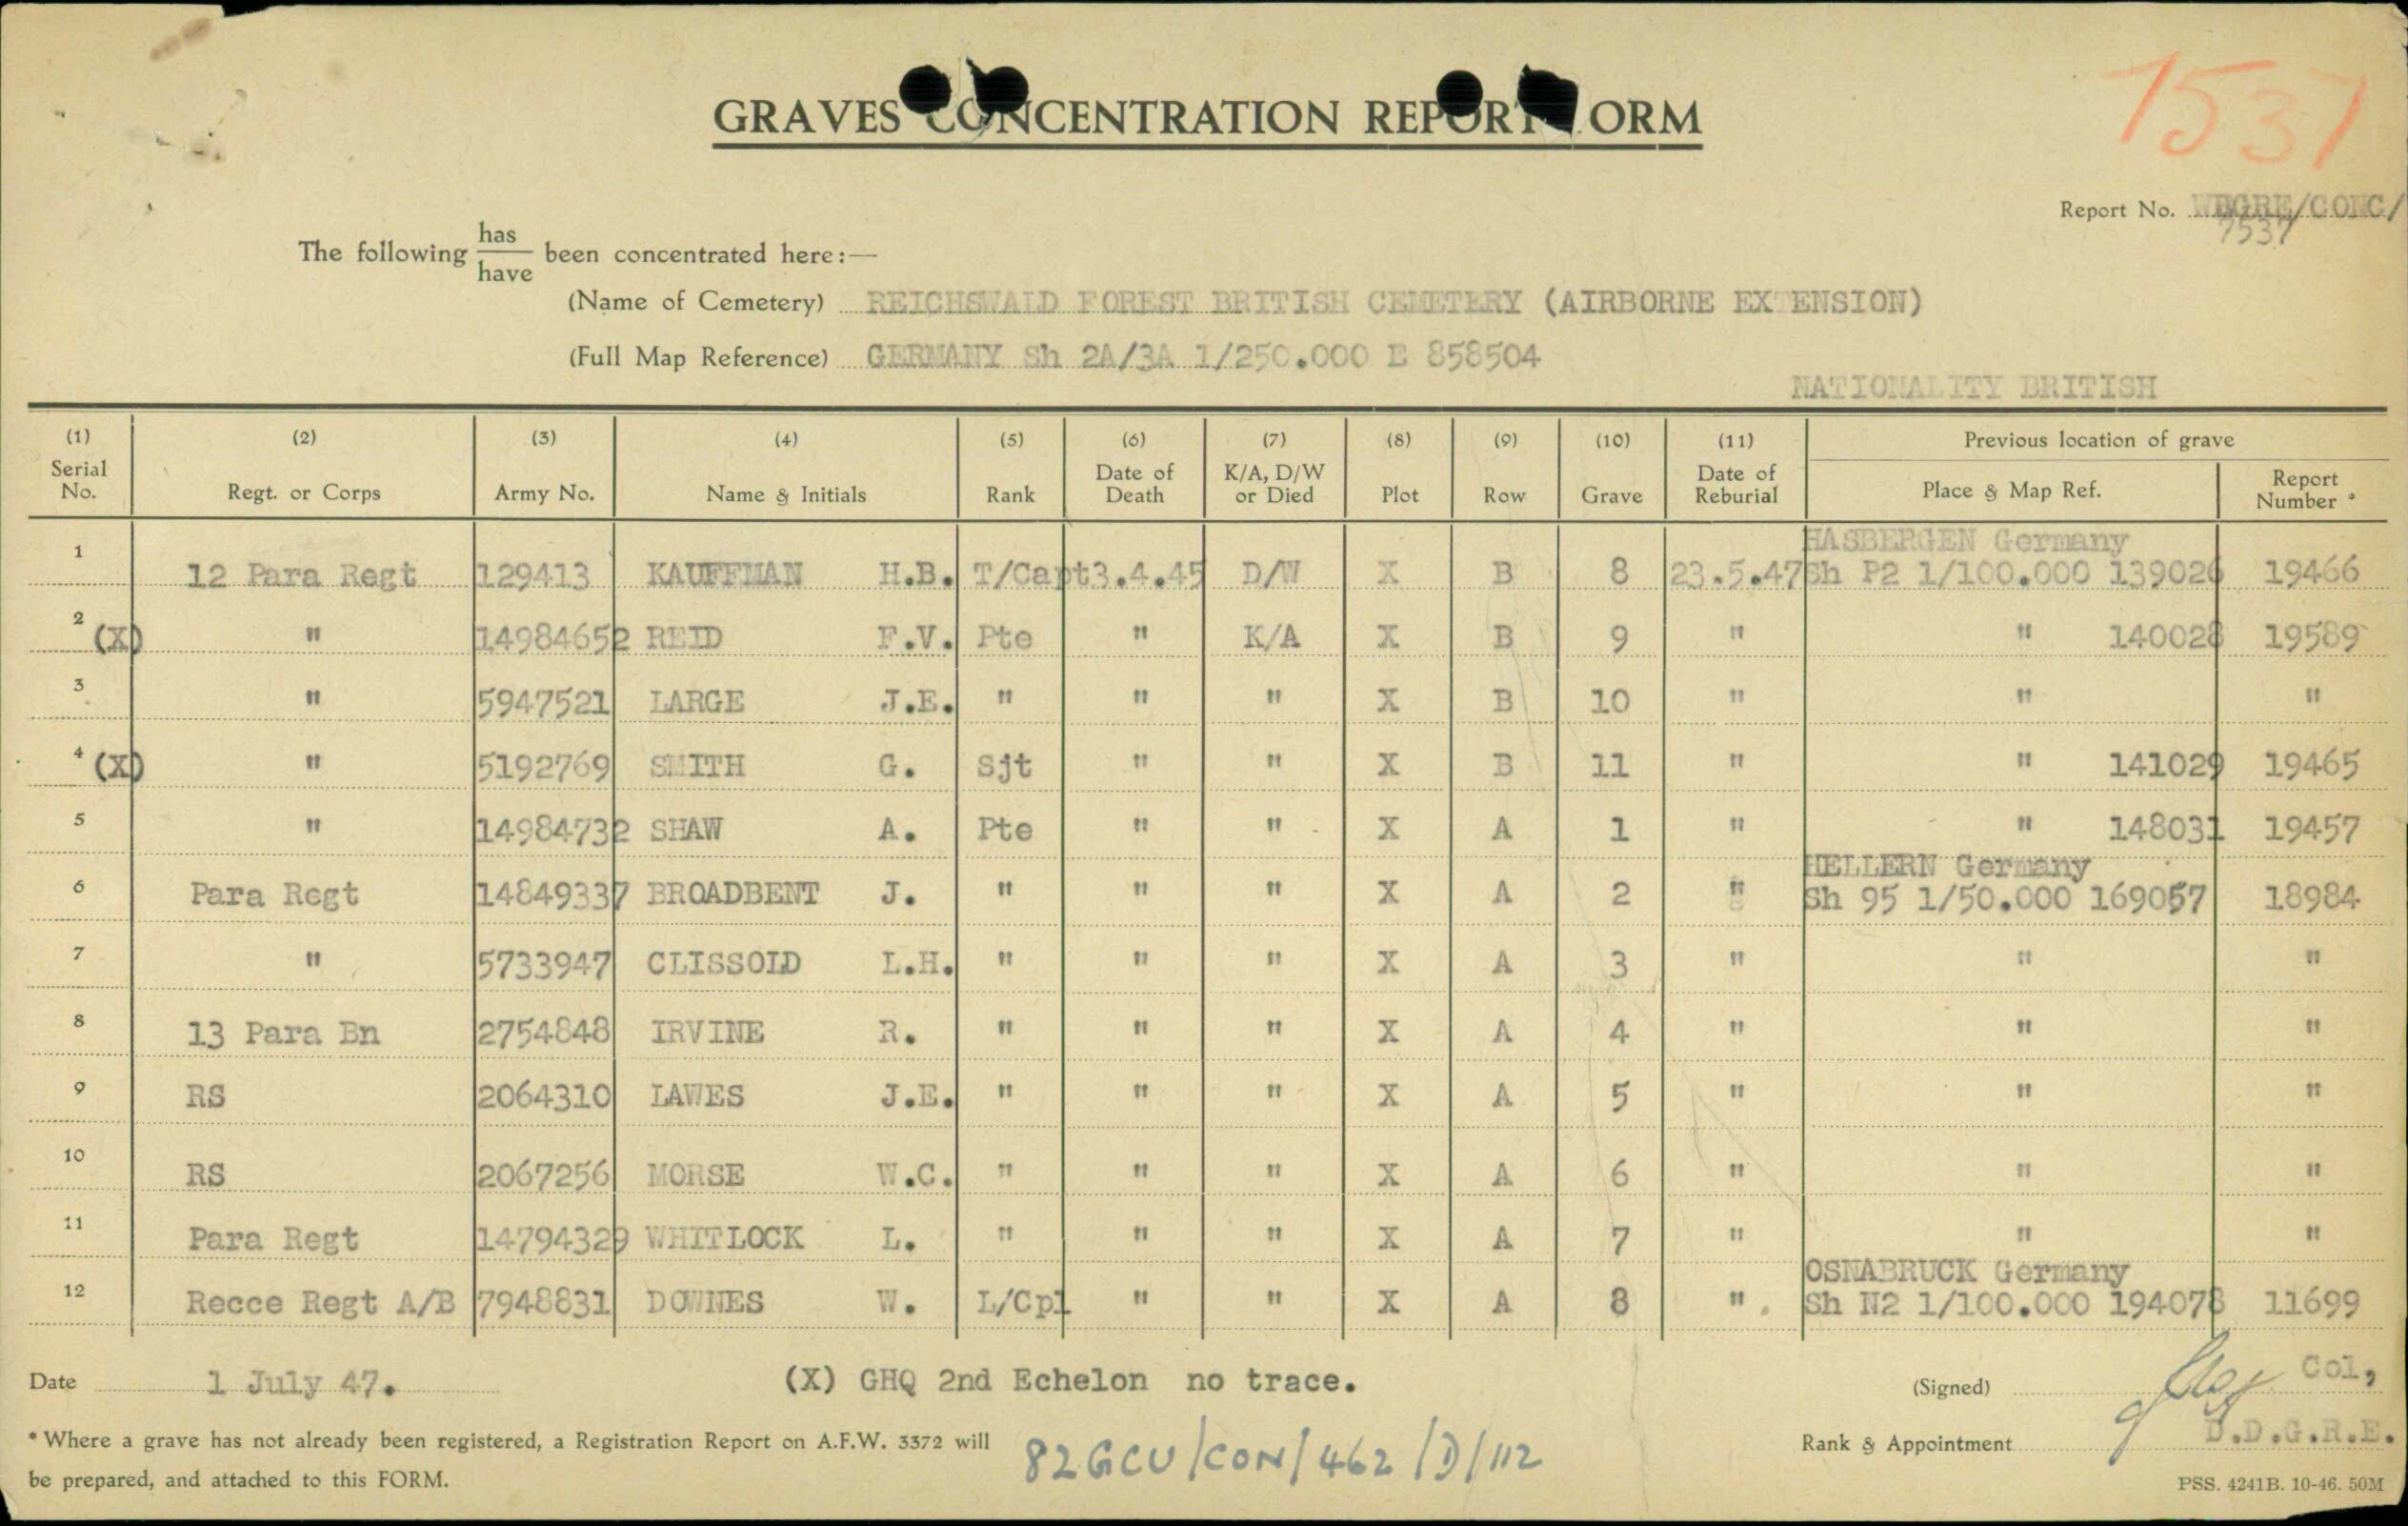 GRAVES CONCENTRATION REPORT FORM
1537
Report No. WEGRE/CONC/
7537
The following has/have been concentrated here:—
(Name of Cemetery) REICHSWALD FOREST BRITISH CEMETERY (AIRBORNE EXTENSION)
(Full Map Reference) GERMANY Sh 2A/3A 1/250.000 E 858504
NATIONALITY BRITISH
(1) (2) (3) (4) (5) (6) (7) (8) (9) (10) (11) Previous location of grave
Serial No. Regt. or Corps Army No. Name & Initials Rank Date of Death K/A, D/W or Died Plot Row Grave Date of Reburial Place & Map Ref. Report Number *
HASBERGEN Germany
1 12 Para Regt 129413 KAUFFMAN H.B. T/Capt 3.4.45 D/W X B 8 23.5.47 Sh P2 1/100.000 139026 19466
2 (X) " 14984652 REID F.V. Pte " K/A X B 9 " " 140028 19589
3 " 5947521 LARGE J.E. " " " X B 10 " " "
4 (X) " 5192769 SMITH G. Sjt " " X B 11 " " 141029 19465
5 " 14984732 SHAW A. Pte " " X A 1 " " 148031 19457
HELLERN Germany
6 Para Regt 14849337 BROADBENT J. " " " X A 2 " Sh 95 1/50.000 169057 18984
7 " 5733947 CLISSOLD L.H. " " " X A 3 " " "
8 13 Para Bn 2754848 IRVINE R. " " " X A 4 " " "
9 RS 2064310 LAWES J.E. " " " X A 5 " " "
10 RS 2067256 MORSE W.C. " " " X A 6 " " "
11 Para Regt 14794329 WHITLOCK L. " " " X A 7 " " "
OSNABRUCK Germany
12 Recce Regt A/B 7948831 DOWNES W. L/Cpl " " X A 8 " Sh N2 1/100.000 194078 11699
Date 1 July 47. (X) GHQ 2nd Echelon no trace. (Signed) Col,
* Where a grave has not already been registered, a Registration Report on A.F.W. 3372 will
be prepared, and attached to this FORM.
82GCU/CON/462/D/112
Rank & Appointment D.D.G.R.E.
PSS. 4241B. 10-46. 50M